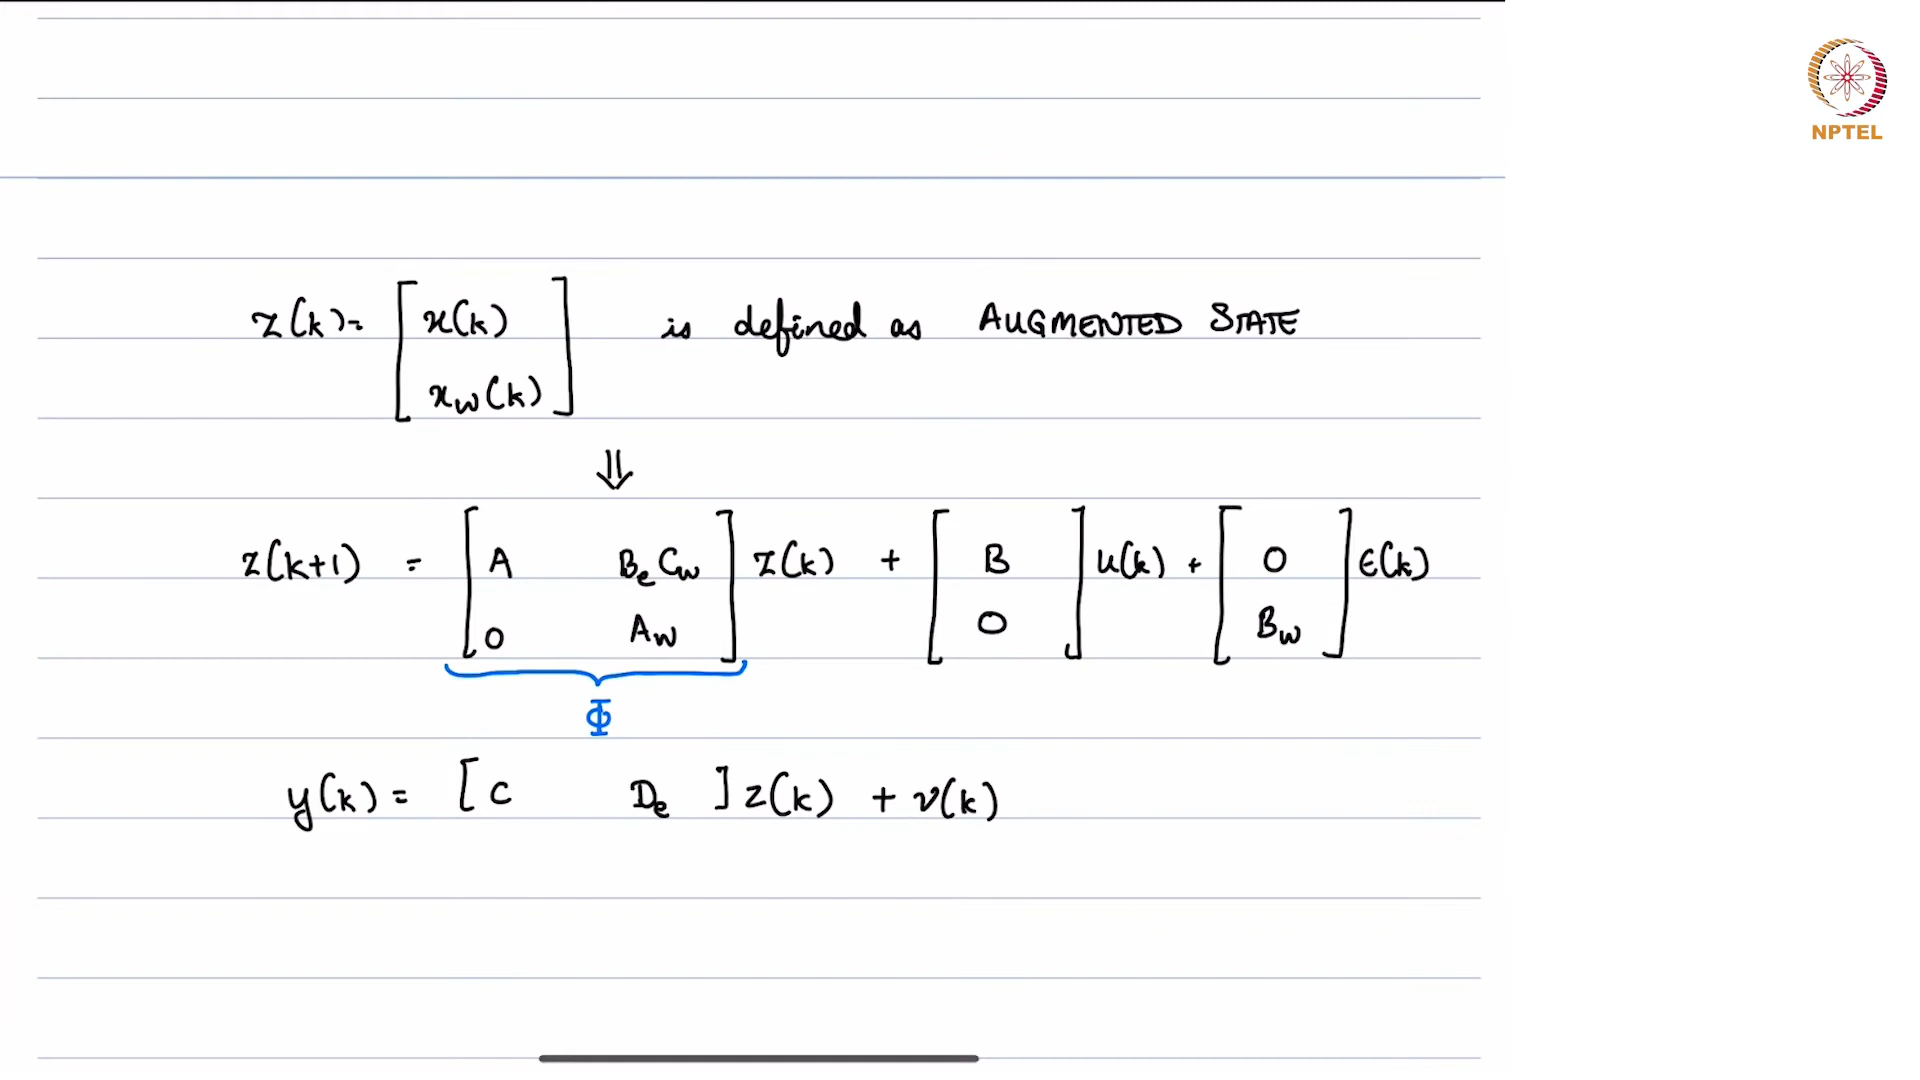 NPTEL
z(k) = [ x(k) is defined as AUGMENTED STATE
x_w(k) ]
⇓
z(k+1) = [ A B_e C_w ] z(k) + [ B ] u(k) + [ 0 ] ε(k)
0 A_w 0 B_w
Φ
y(k) = [ C D_e ] z(k) + v(k)